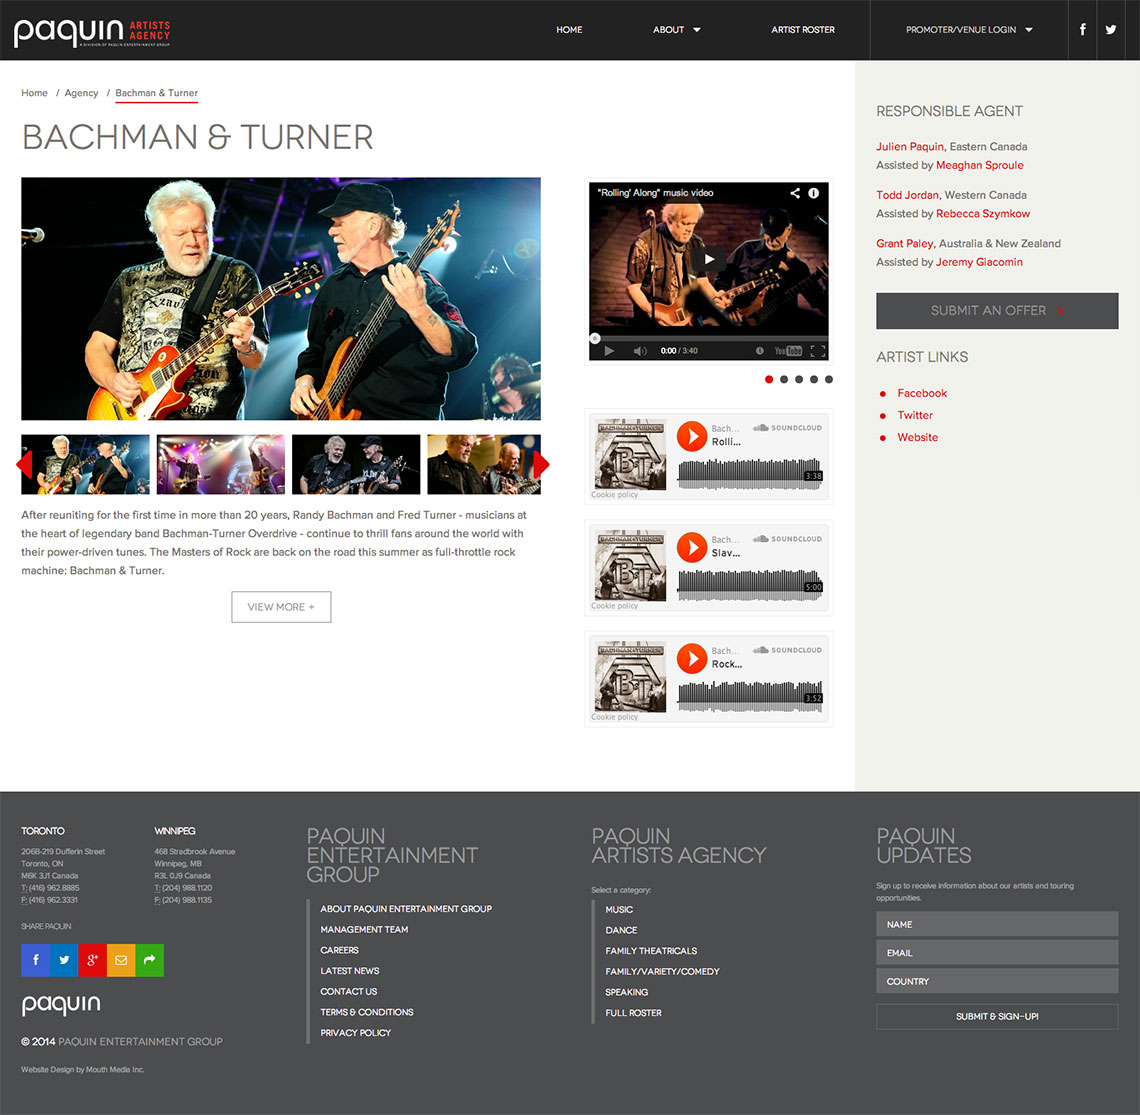 paquin ARTISTS AGENCY
A DIVISION OF PAQUIN ENTERTAINMENT GROUP
HOME
ABOUT
ARTIST ROSTER
PROMOTER/VENUE LOGIN
Home / Agency / Bachman & Turner
BACHMAN & TURNER
"Rolling' Along" music video
0:00 / 3:40
YouTube
After reuniting for the first time in more than 20 years, Randy Bachman and Fred Turner - musicians at
the heart of legendary band Bachman-Turner Overdrive - continue to thrill fans around the world with
their power-driven tunes. The Masters of Rock are back on the road this summer as full-throttle rock
machine: Bachman & Turner.
VIEW MORE +
BACHMAN & TURNER
B&T
Bach...
SOUNDCLOUD
Rolli...
3:38
Cookie policy
BACHMAN & TURNER
B&T
Bach...
SOUNDCLOUD
Slav...
5:00
Cookie policy
BACHMAN & TURNER
B&T
Bach...
SOUNDCLOUD
Rock...
3:52
Cookie policy
RESPONSIBLE AGENT
Julien Paquin, Eastern Canada
Assisted by Meaghan Sproule
Todd Jordan, Western Canada
Assisted by Rebecca Szymkow
Grant Paley, Australia & New Zealand
Assisted by Jeremy Giacomin
SUBMIT AN OFFER
ARTIST LINKS
Facebook
Twitter
Website
TORONTO
206B-219 Dufferin Street
Toronto, ON
M6K 3J1 Canada
T: (416) 962.8885
F: (416) 962.3331
WINNIPEG
468 Stradbrook Avenue
Winnipeg, MB
R3L 0J9 Canada
T: (204) 988.1120
F: (204) 988.1135
SHARE PAQUIN
paquin
© 2014 PAQUIN ENTERTAINMENT GROUP
Website Design by Mouth Media Inc.
PAQUIN
ENTERTAINMENT
GROUP
ABOUT PAQUIN ENTERTAINMENT GROUP
MANAGEMENT TEAM
CAREERS
LATEST NEWS
CONTACT US
TERMS & CONDITIONS
PRIVACY POLICY
PAQUIN
ARTISTS AGENCY
Select a category:
MUSIC
DANCE
FAMILY THEATRICALS
FAMILY/VARIETY/COMEDY
SPEAKING
FULL ROSTER
PAQUIN
UPDATES
Sign up to receive information about our artists and touring
opportunities.
NAME
EMAIL
COUNTRY
SUBMIT & SIGN-UP!